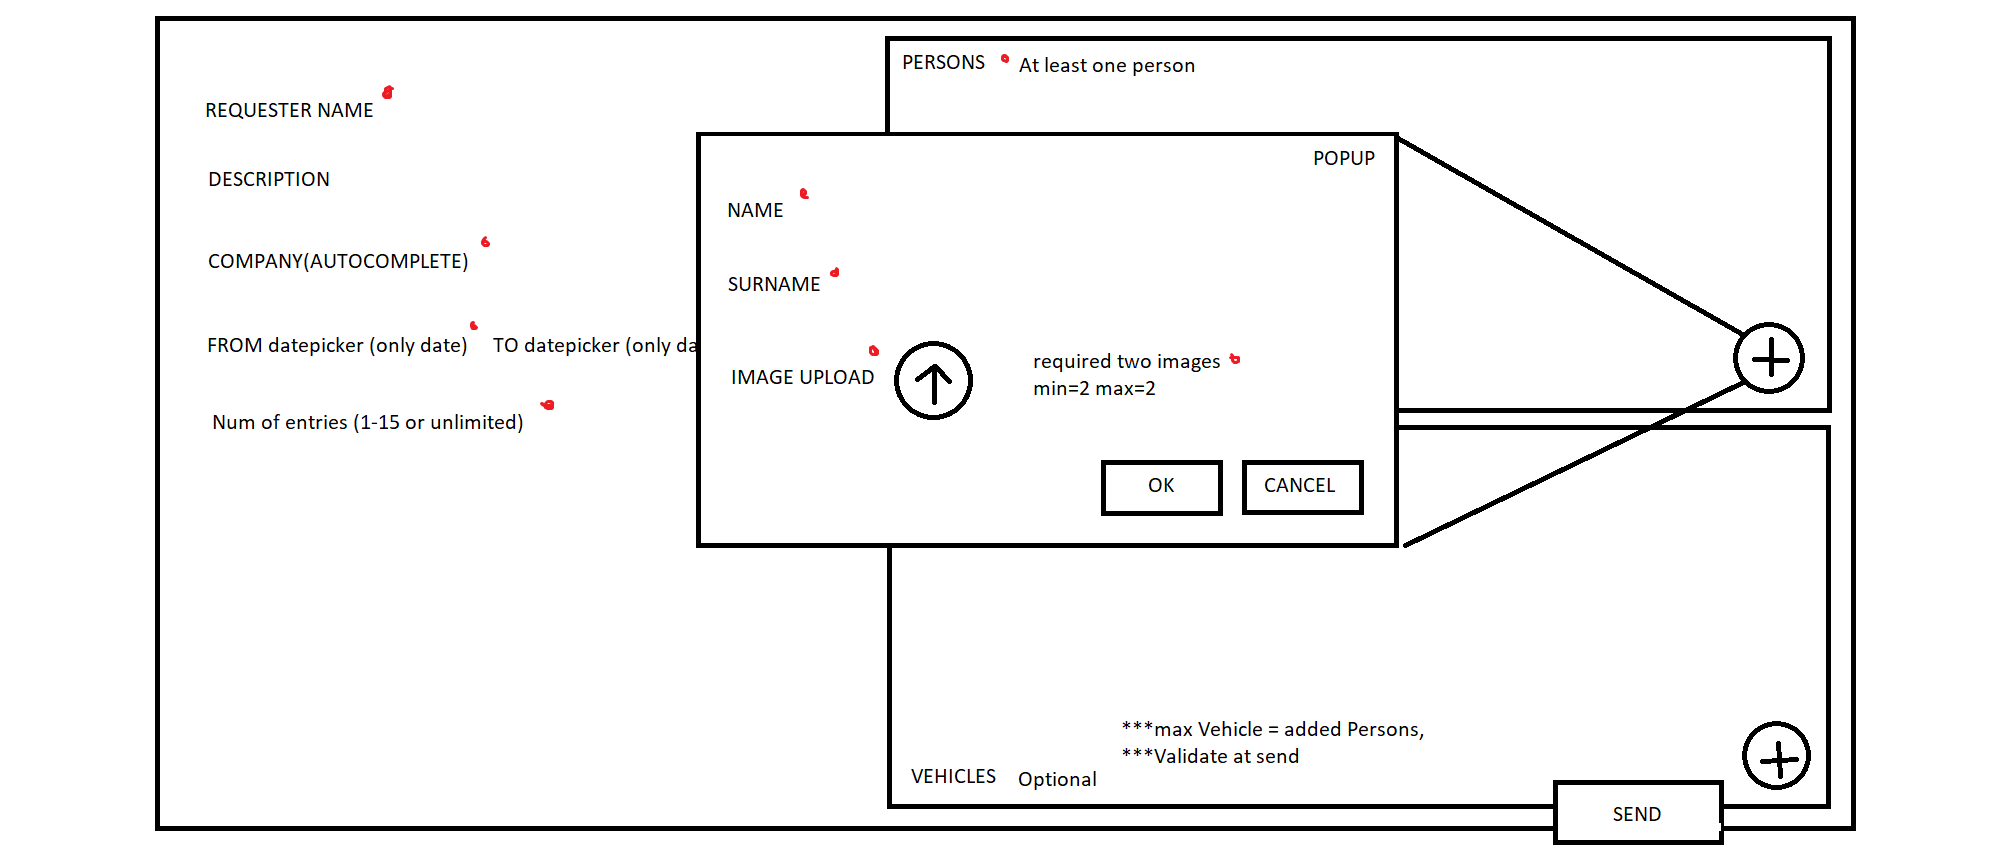 PERSONS At least one person
REQUESTER NAME
DESCRIPTION
COMPANY(AUTOCOMPLETE)
FROM datepicker (only date) TO datepicker (only da
Num of entries (1-15 or unlimited)
POPUP
NAME
SURNAME
IMAGE UPLOAD
required two images
min=2 max=2
OK CANCEL
***max Vehicle = added Persons,
***Validate at send
VEHICLES Optional
SEND